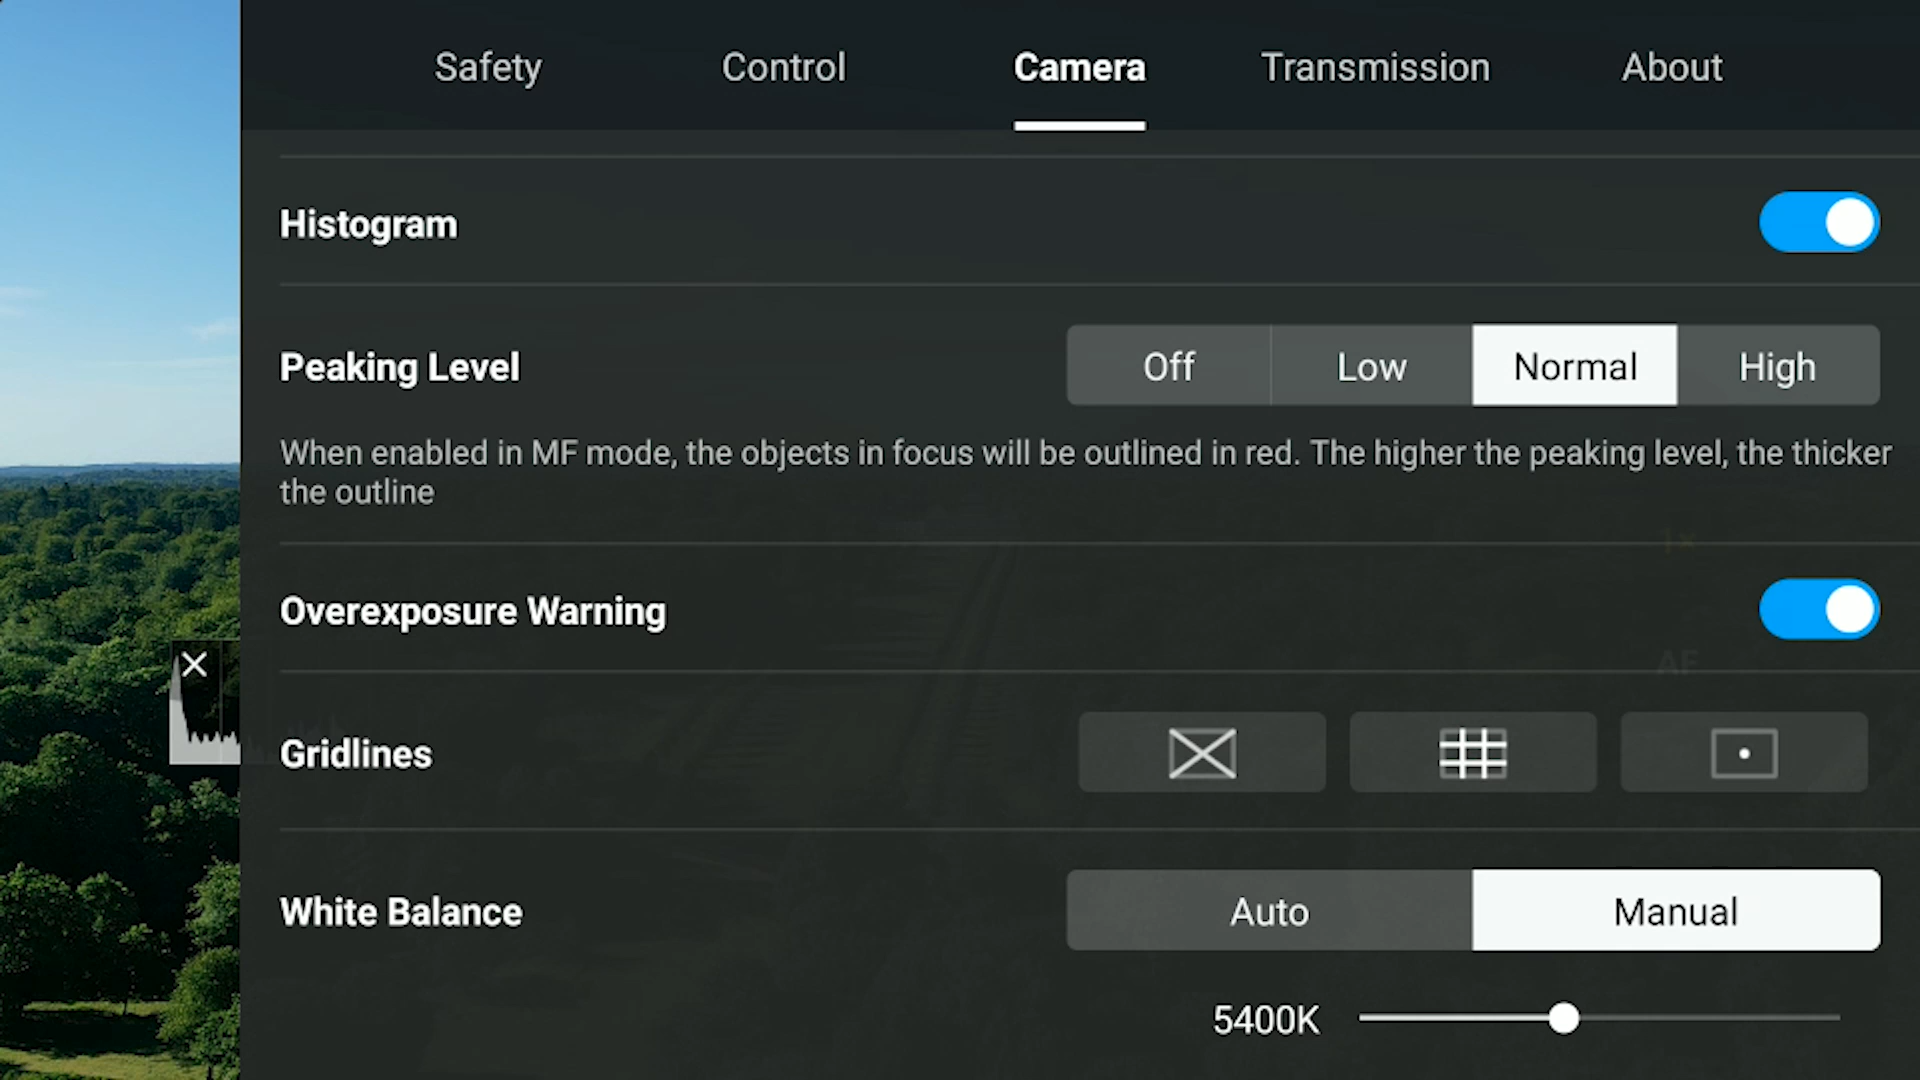 Safety Control Camera Transmission About
Histogram
Peaking Level Off Low Normal High
When enabled in MF mode, the objects in focus will be outlined in red. The higher the peaking level, the thicker
the outline
1×
Overexposure Warning
AF
Gridlines
White Balance Auto Manual
5400K